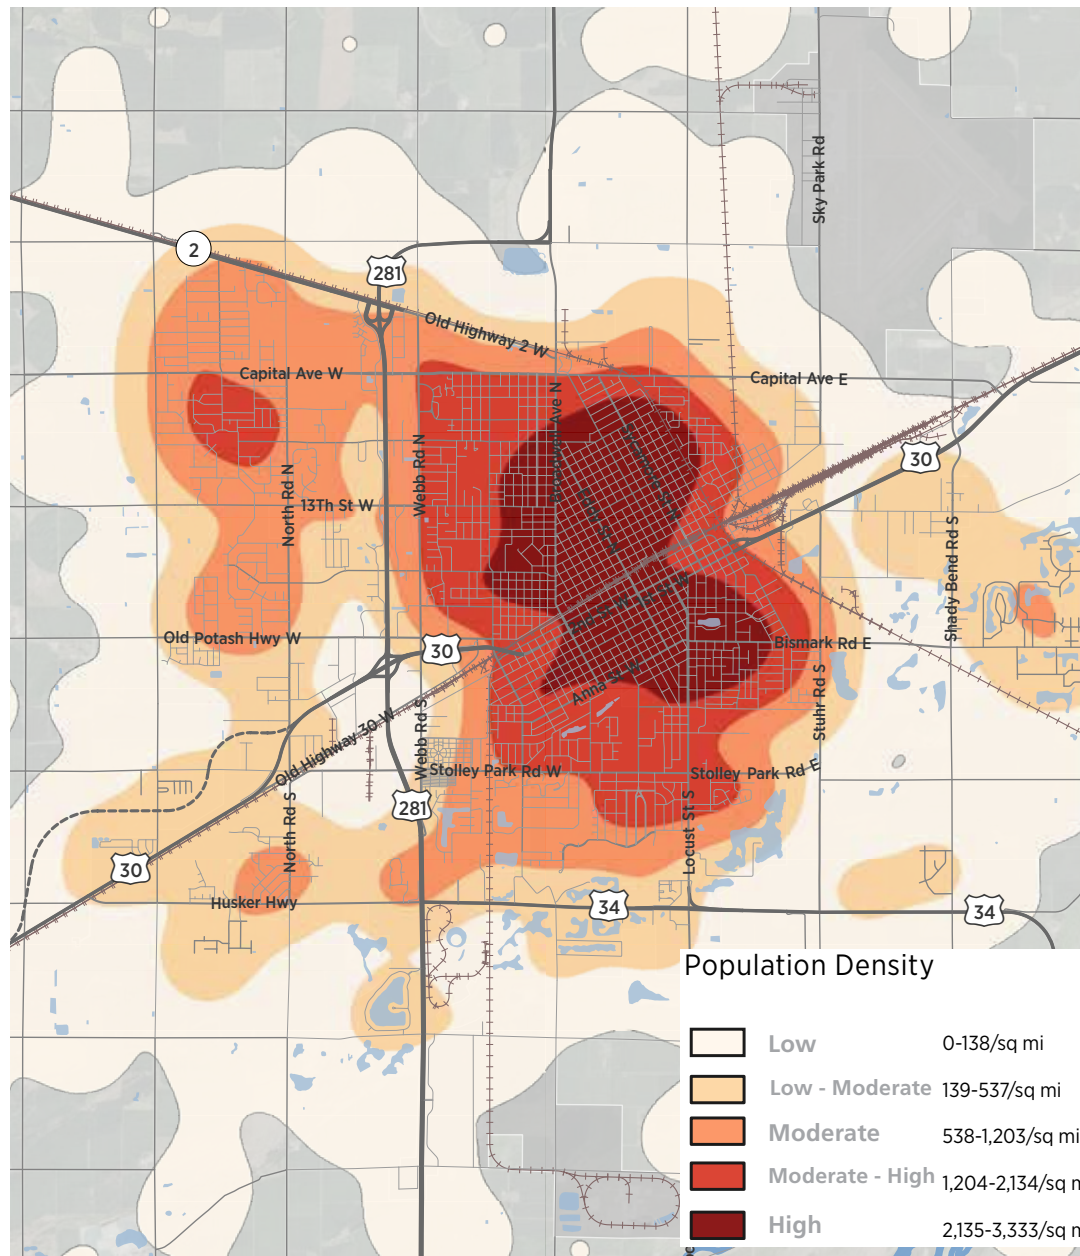 Sky Park Rd
2
281
Old Highway 2 W
Capital Ave W
Capital Ave E
30
Webb Rd N
North Rd N
13Th St W
Shady Bend Rd S
Old Potash Hwy W
30
Bismark Rd E
Anna St W
Stuhr Rd S
Old Highway 30 W
Webb Rd S
Stolley Park Rd W
Stolley Park Rd E
281
North Rd S
Locust St S
30
Husker Hwy
34
34
Population Density
Low 0-138/sq mi
Low - Moderate 139-537/sq mi
Moderate 538-1,203/sq mi
Moderate - High 1,204-2,134/sq m
High 2,135-3,333/sq m